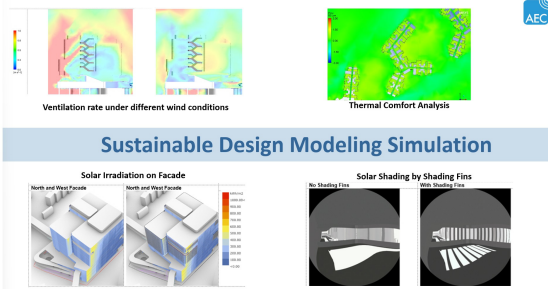 AEC
Ventilation rate under different wind conditions
Thermal Comfort Analysis
Sustainable Design Modeling Simulation
Solar Irradiation on Facade
Solar Shading by Shading Fins
North and West Facade
North and West Facade
No Shading Fins
With Shading Fins